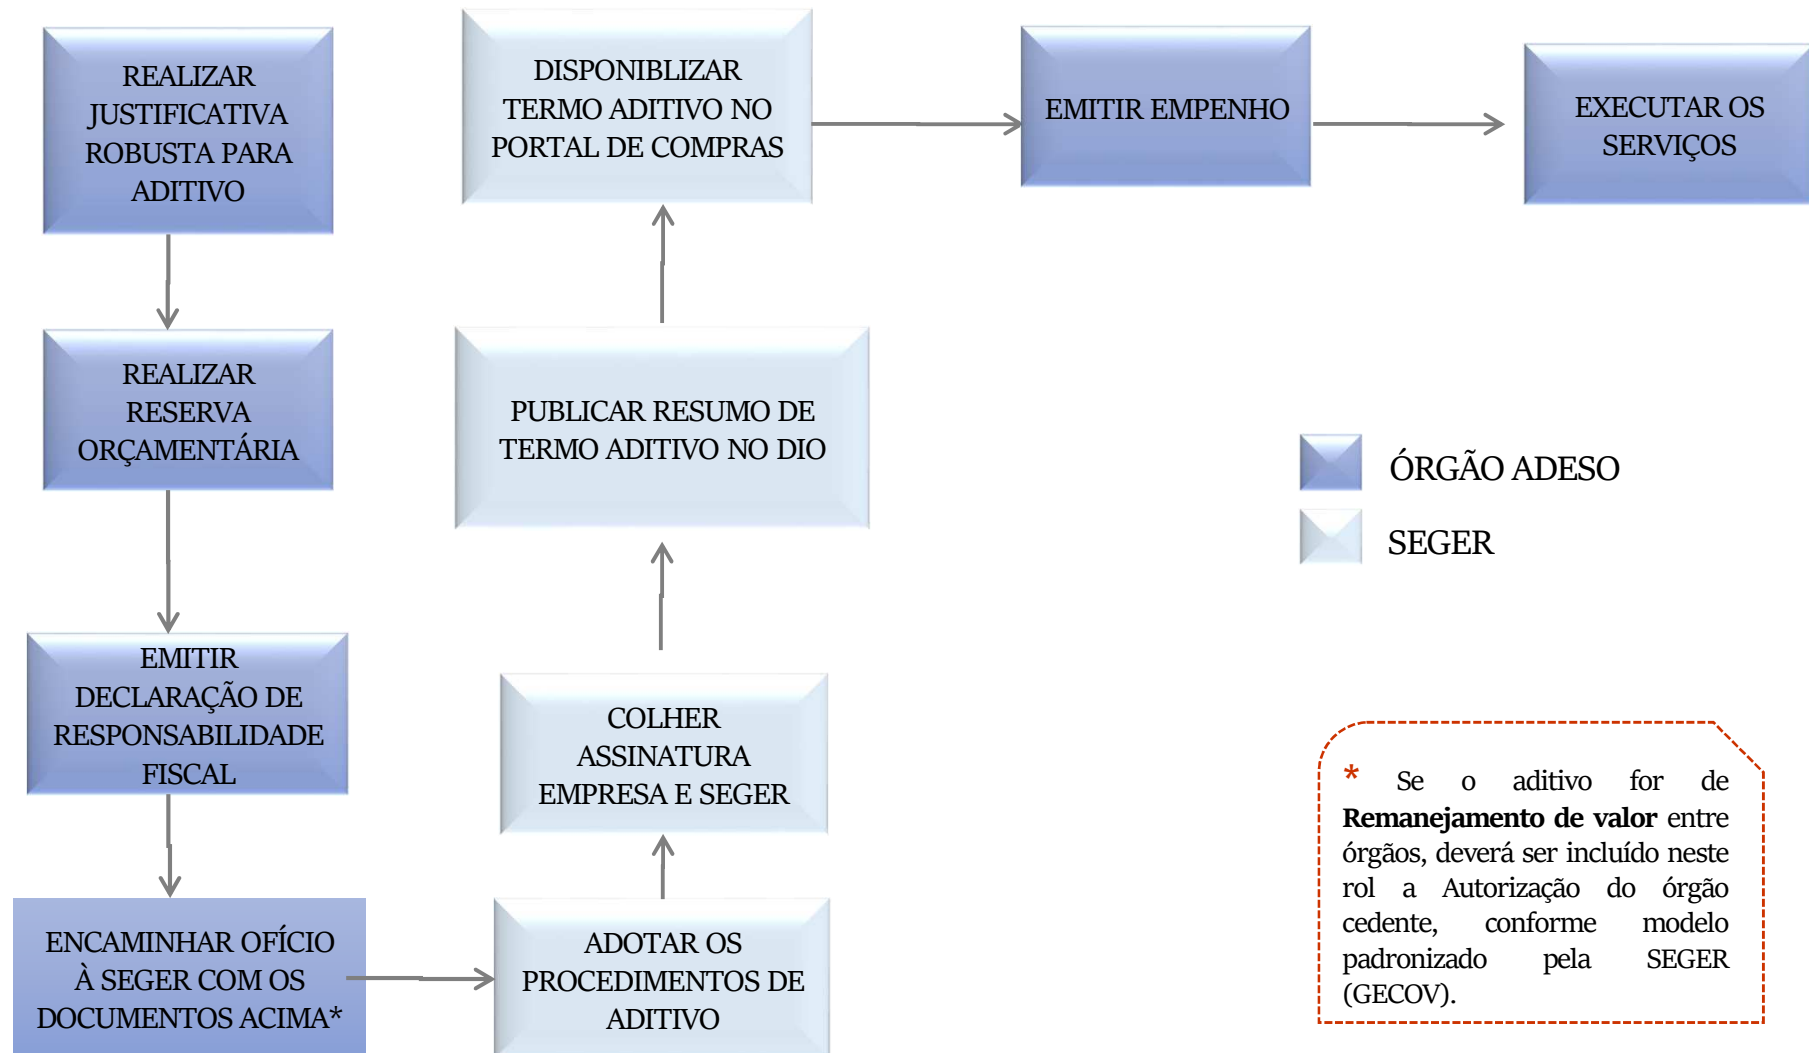 REALIZAR
JUSTIFICATIVA
ROBUSTA PARA
ADITIVO
REALIZAR
RESERVA
ORÇAMENTÁRIA
EMITIR
DECLARAÇÃO DE
RESPONSABILIDADE
FISCAL
ENCAMINHAR OFÍCIO
À SEGER COM OS
DOCUMENTOS ACIMA*
ADOTAR OS
PROCEDIMENTOS DE
ADITIVO
COLHER
ASSINATURA
EMPRESA E SEGER
PUBLICAR RESUMO DE
TERMO ADITIVO NO DIO
DISPONIBLIZAR
TERMO ADITIVO NO
PORTAL DE COMPRAS
EMITIR EMPENHO
EXECUTAR OS
SERVIÇOS
ÓRGÃO ADESO
SEGER
* Se o aditivo for de
Remanejamento de valor entre
órgãos, deverá ser incluído neste
rol a Autorização do órgão
cedente, conforme modelo
padronizado pela SEGER
(GECOV).